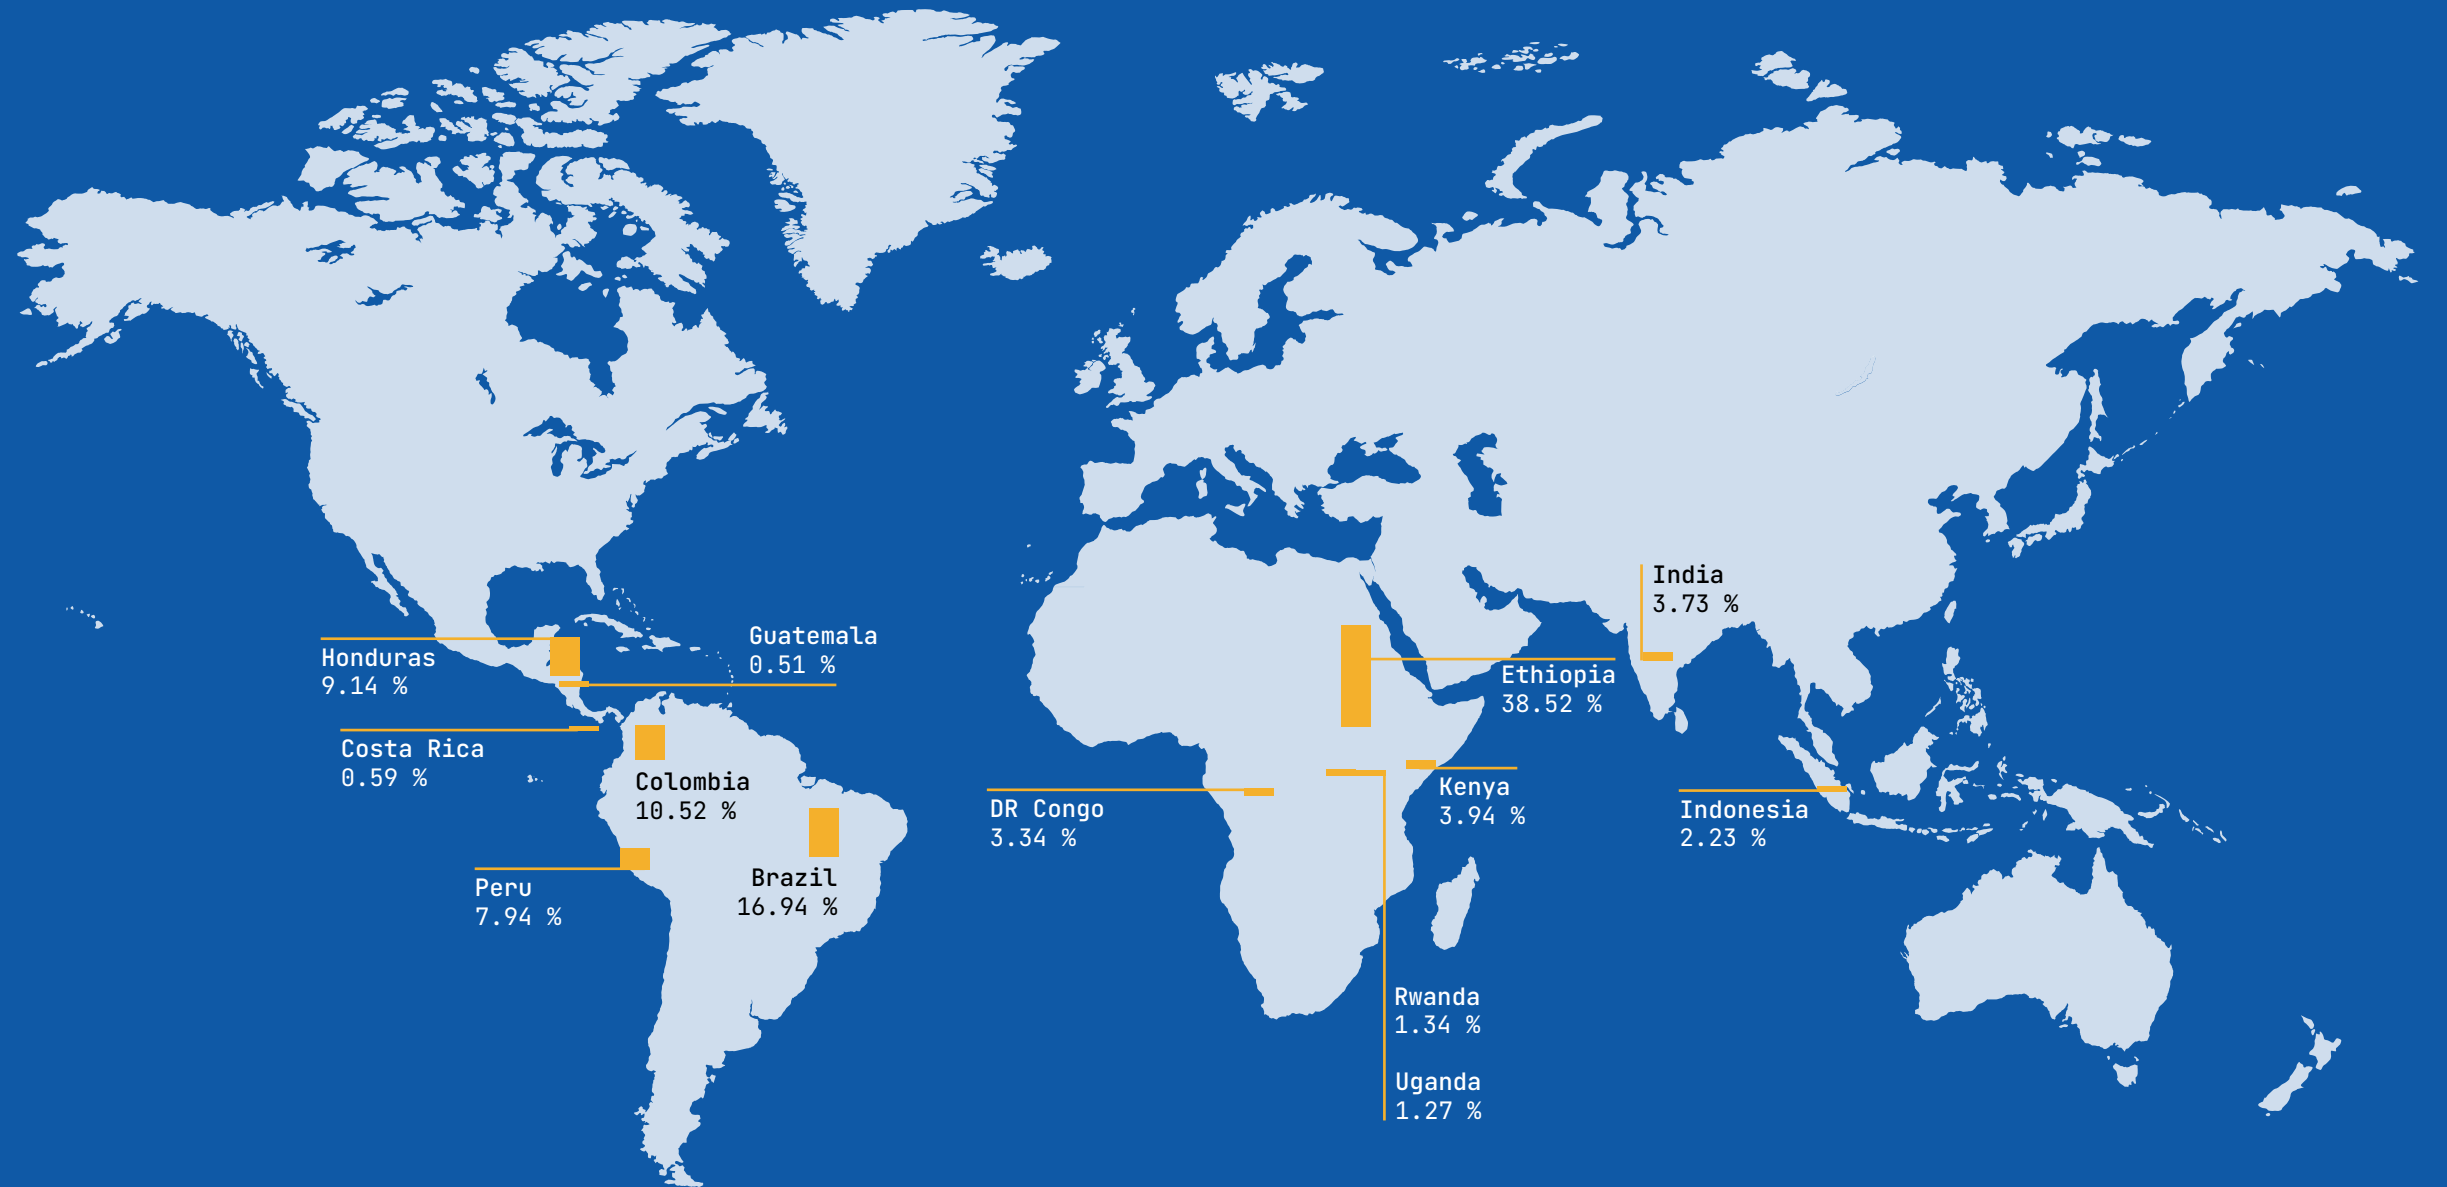 India
3.73 %
Guatemala
0.51 %
Honduras
9.14 %
Ethiopia
38.52 %
Costa Rica
0.59 %
Colombia
10.52 %
Kenya
3.94 %
DR Congo
3.34 %
Indonesia
2.23 %
Brazil
16.94 %
Peru
7.94 %
Rwanda
1.34 %
Uganda
1.27 %